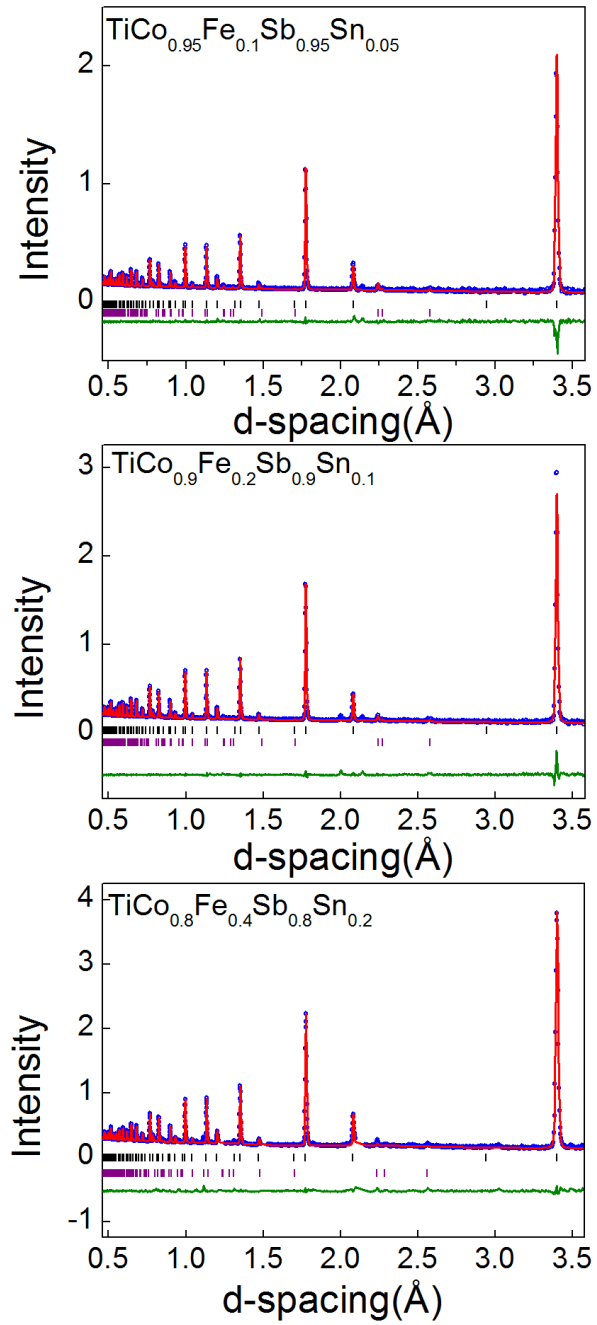 TiCo0.95Fe0.1Sb0.95Sn0.05
2
1
0
Intensity
0.5 1.0 1.5 2.0 2.5 3.0 3.5
d-spacing(Å)
TiCo0.9Fe0.2Sb0.9Sn0.1
3
2
1
0
Intensity
0.5 1.0 1.5 2.0 2.5 3.0 3.5
d-spacing(Å)
TiCo0.8Fe0.4Sb0.8Sn0.2
4
3
2
1
0
-1
Intensity
0.5 1.0 1.5 2.0 2.5 3.0 3.5
d-spacing(Å)